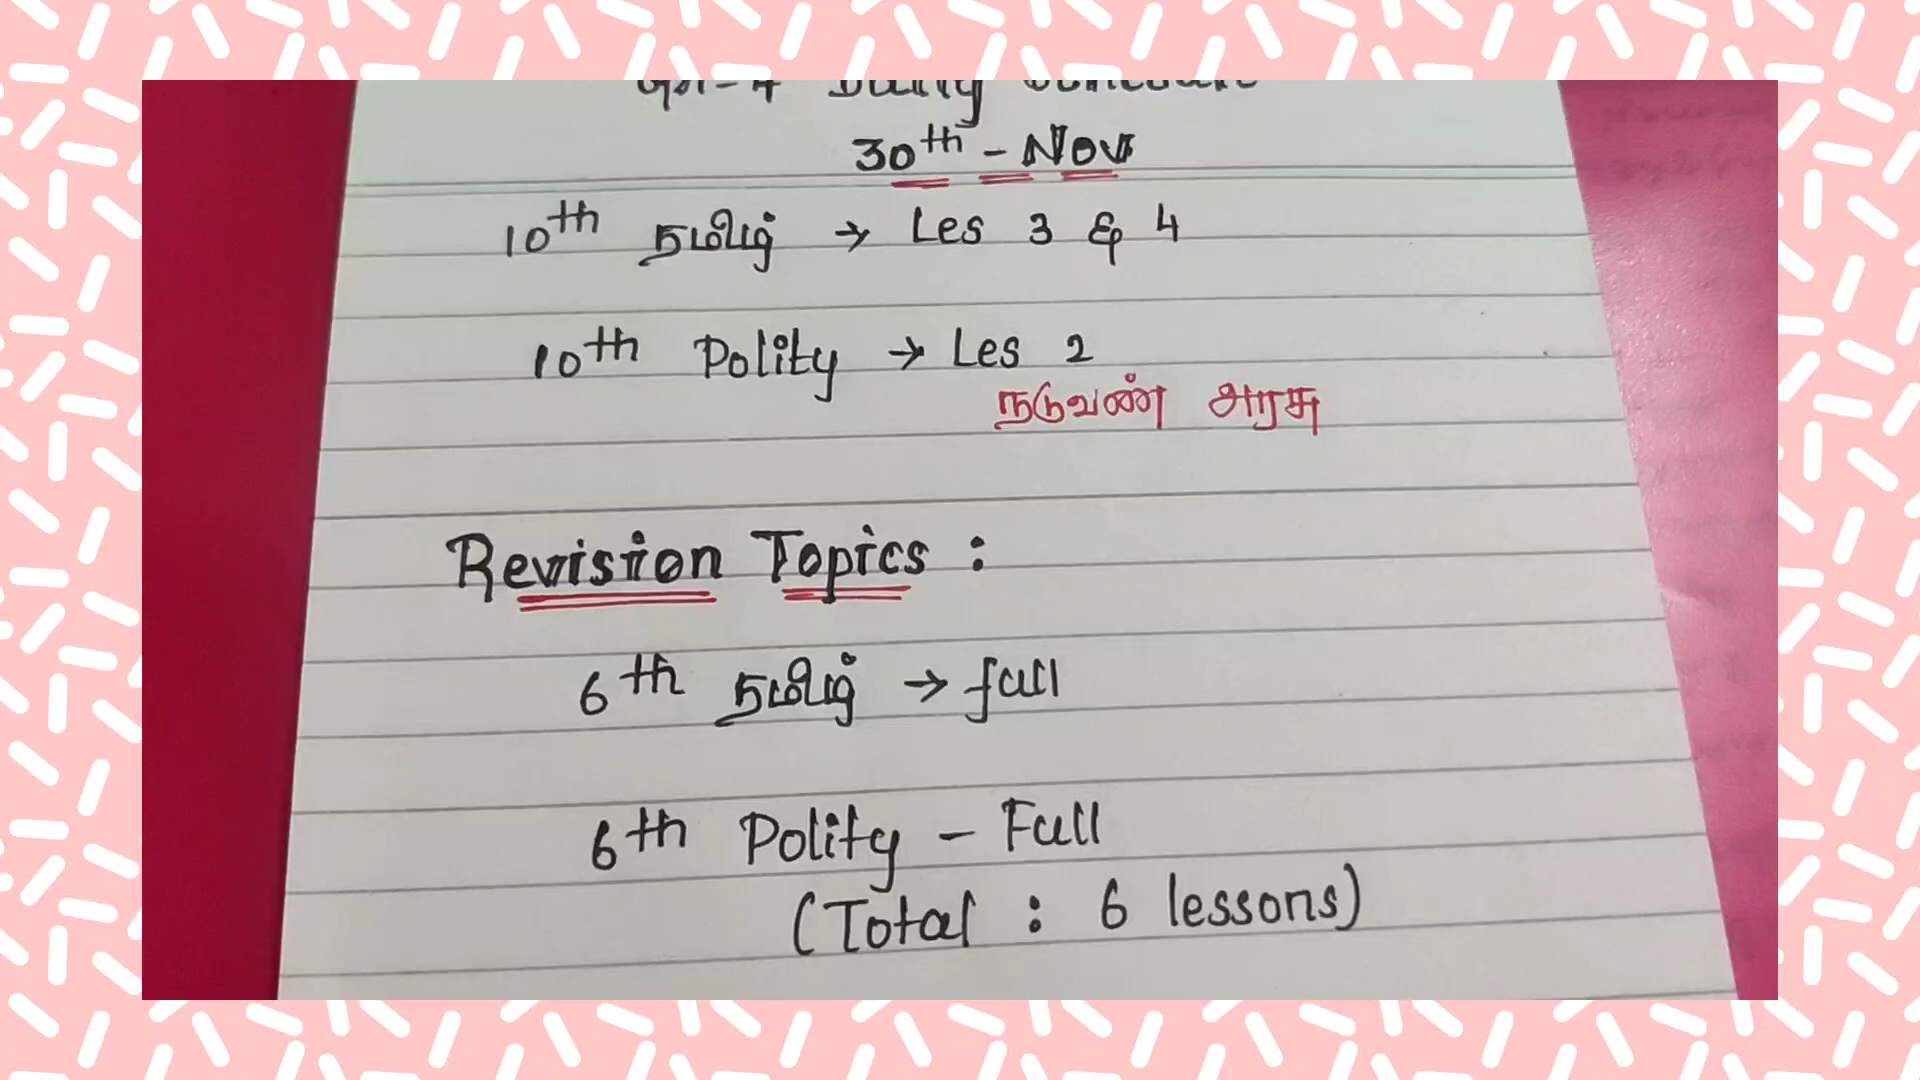 30th - Nov
10th தமிழ் → Les 3 & 4
10th Polity → Les 2
நடுவண் அரசு
Revision Topics :
6th தமிழ் → full
6th Polity - Full
(Total : 6 lessons)